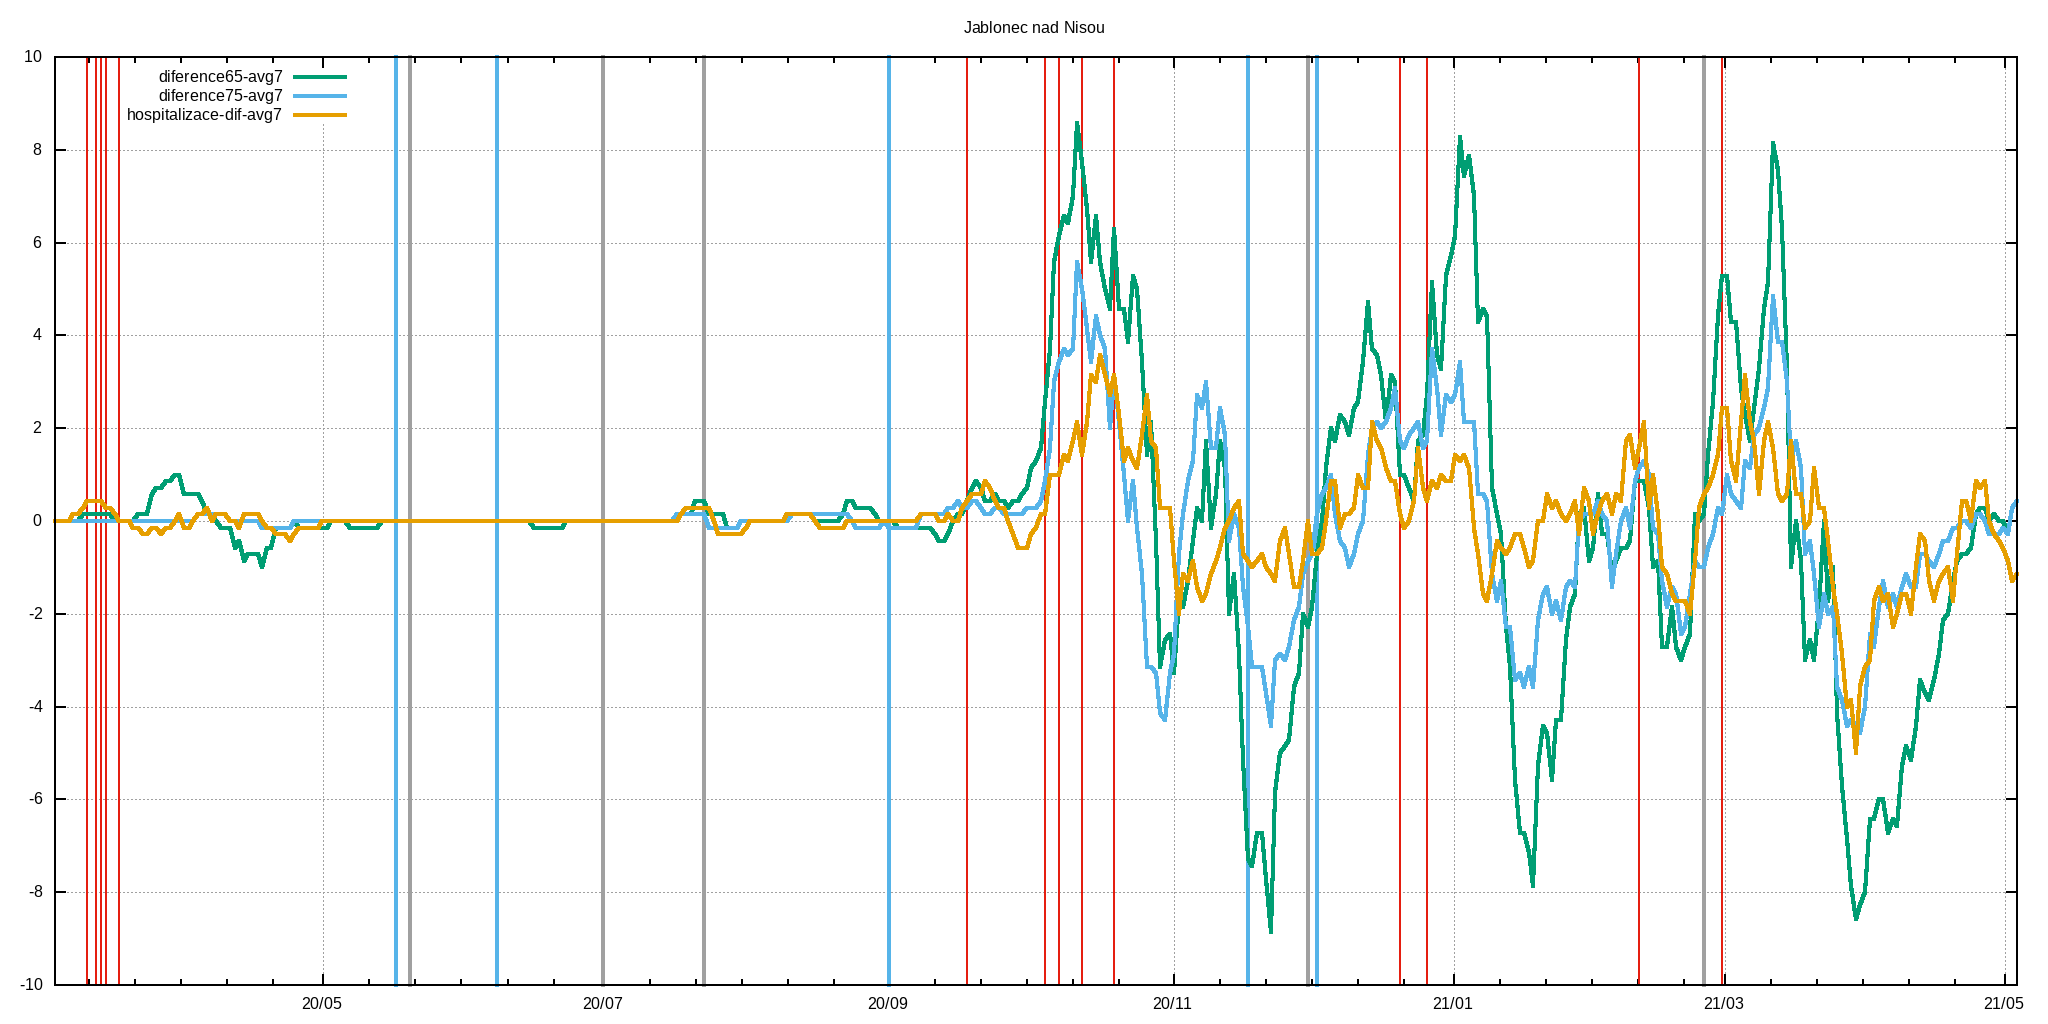 Jablonec nad Nisou
diference65-avg7
diference75-avg7
hospitalizace-dif-avg7
10
8
6
4
2
0
-2
-4
-6
-8
-10
20/05 20/07 20/09 20/11 21/01 21/03 21/05